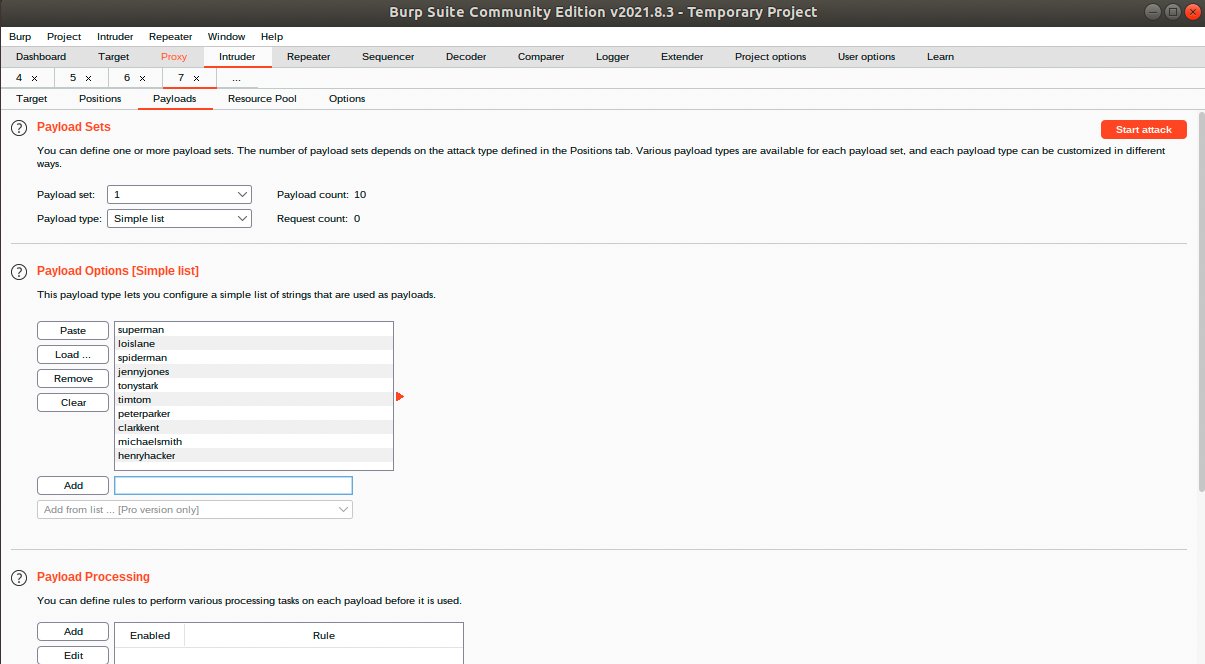 Burp Suite Community Edition v2021.8.3 - Temporary Project
Burp Project Intruder Repeater Window Help
Dashboard Target Proxy Intruder Repeater Sequencer Decoder Comparer Logger Extender Project options User options Learn
4 × 5 × 6 × 7 × ...
Target Positions Payloads Resource Pool Options
? Payload Sets
Start attack
You can define one or more payload sets. The number of payload sets depends on the attack type defined in the Positions tab. Various payload types are available for each payload set, and each payload type can be customized in different
ways.
Payload set: 1 Payload count: 10
Payload type: Simple list Request count: 0
? Payload Options [Simple list]
This payload type lets you configure a simple list of strings that are used as payloads.
Paste
Load ...
Remove
Clear
superman
loislane
spiderman
jennyjones
tonystark
timtom
peterparker
clarkkent
michaelsmith
henryhacker
Add
Add from list ... [Pro version only]
? Payload Processing
You can define rules to perform various processing tasks on each payload before it is used.
Add Enabled Rule
Edit